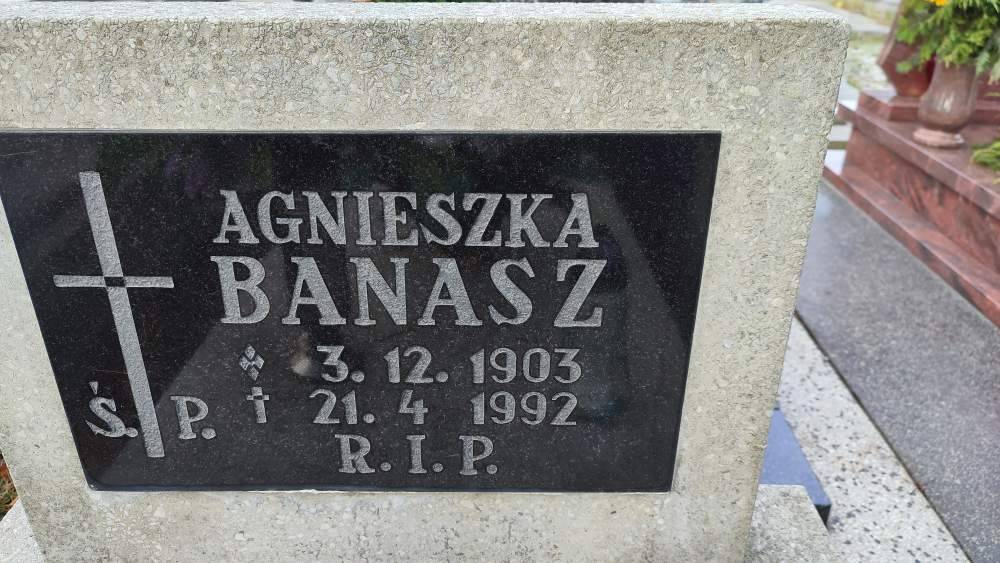 AGNIESZKA
BANASZ
3. 12. 1903
21. 4 1992
Ś. P.
R. I. P.